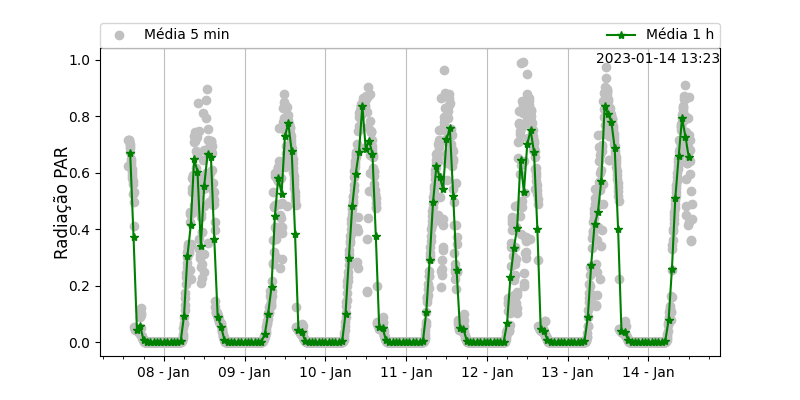 Média 5 min
Média 1 h
2023-01-14 13:23
Radiação PAR
1.0
0.8
0.6
0.4
0.2
0.0
08 - Jan
09 - Jan
10 - Jan
11 - Jan
12 - Jan
13 - Jan
14 - Jan